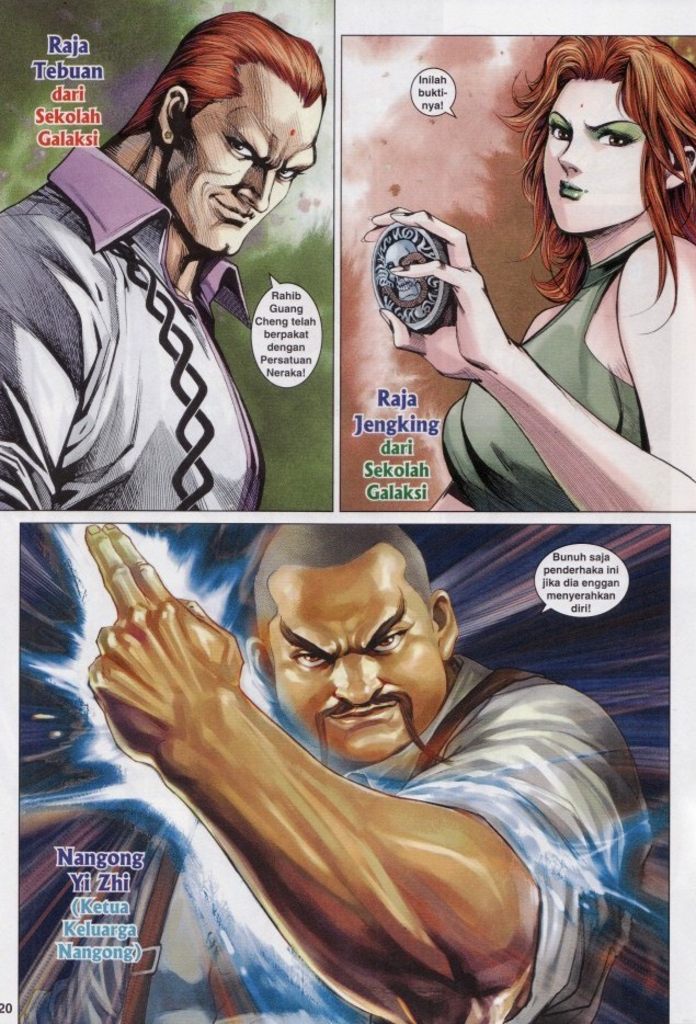 Raja
Tebuan
dari
Sekolah
Galaksi
Rahib
Guang
Cheng telah
berpakat
dengan
Persatuan
Neraka!
Inilah
bukti-
nya!
Raja
Jengking
dari
Sekolah
Galaksi
Bunuh saja
penderhaka ini
jika dia enggan
menyerahkan
diri!
Nangong
Yi Zhi
(Ketua
Keluarga
Nangong)
20